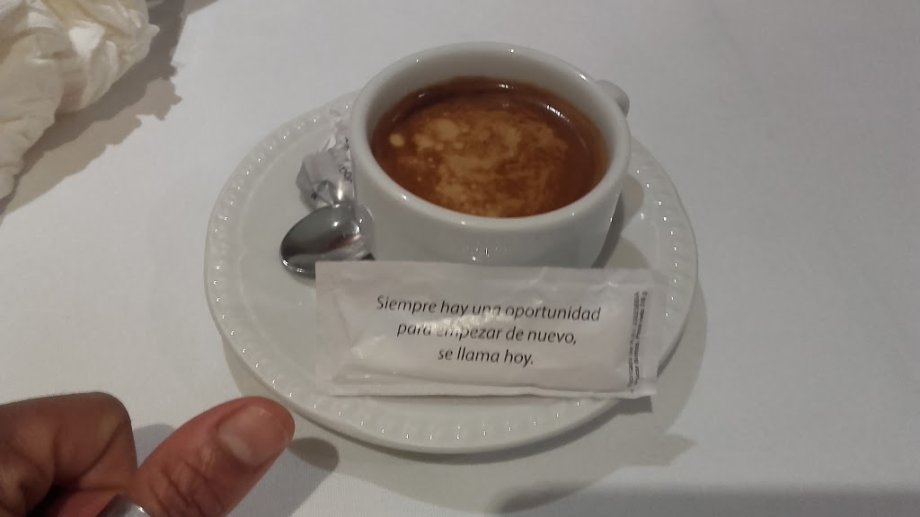 Siempre hay una oportunidad
para empezar de nuevo,
se llama hoy.